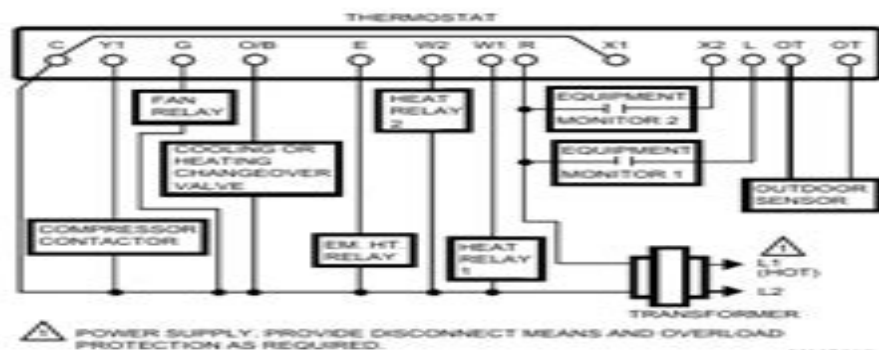 THERMOSTAT
C Y1 G O/B E W2 W1 R X1 X2 L OT OT
FAN
RELAY
HEAT
RELAY
2
EQUIPMENT
MONITOR 2
COOLING OR
HEATING
CHANGEOVER
VALVE
EQUIPMENT
MONITOR 1
OUTDOOR
SENSOR
COMPRESSOR
CONTACTOR
EM. HT.
RELAY
HEAT
RELAY
1
1
L1
(HOT)
L2
TRANSFORMER
1 POWER SUPPLY. PROVIDE DISCONNECT MEANS AND OVERLOAD
PROTECTION AS REQUIRED.